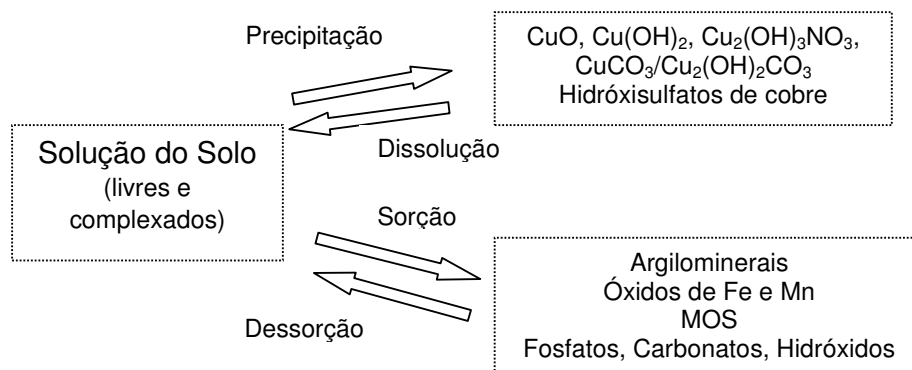 Precipitação
CuO, Cu(OH)₂, Cu₂(OH)₃NO₃,
CuCO₃/Cu₂(OH)₂CO₃
Hidróxisulfatos de cobre
Solução do Solo
(livres e
complexados)
Dissolução
Sorção
Dessorção
Argilominerais
Óxidos de Fe e Mn
MOS
Fosfatos, Carbonatos, Hidróxidos